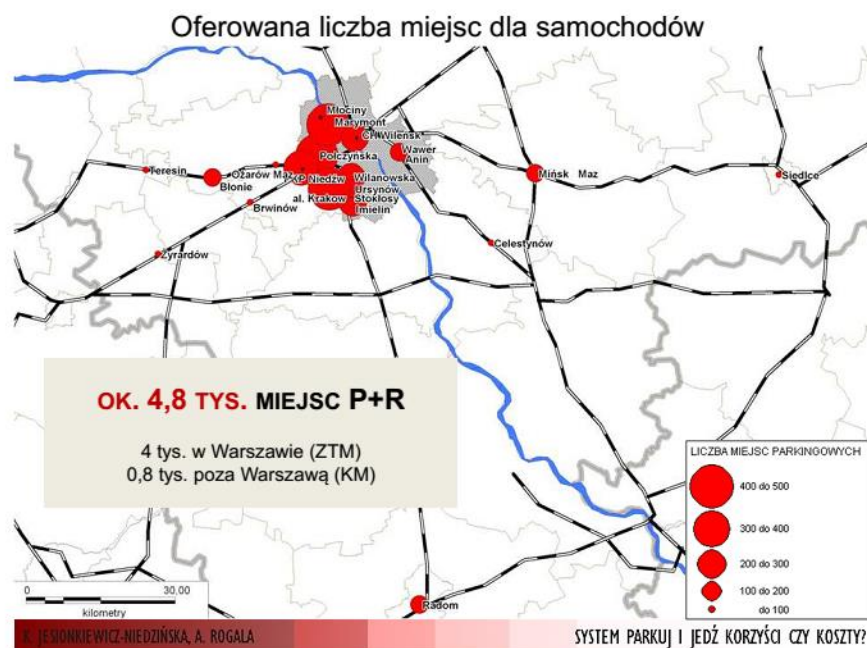 Oferowana liczba miejsc dla samochodów
Młociny
Marymont
CH Wileńsk
Wawer
Anin
Połczyńska
Teresin
Ożarów Maz
Błonie
KP Niedźw
Wilanowska
Ursynów
al. Krakow
Stokłosy
Imielin
Brwinów
Mińsk Maz
Siedlce
Żyrardów
Celestynów
OK. 4,8 TYS. MIEJSC P+R
4 tys. w Warszawie (ZTM)
0,8 tys. poza Warszawą (KM)
LICZBA MIEJSC PARKINGOWYCH
400 do 500
300 do 400
200 do 300
100 do 200
do 100
0 30,00
kilometry
Radom
K. JESIONKIEWICZ-NIEDZIŃSKA, A. ROGALA
SYSTEM PARKUJ I JEDŹ KORZYŚCI CZY KOSZTY?